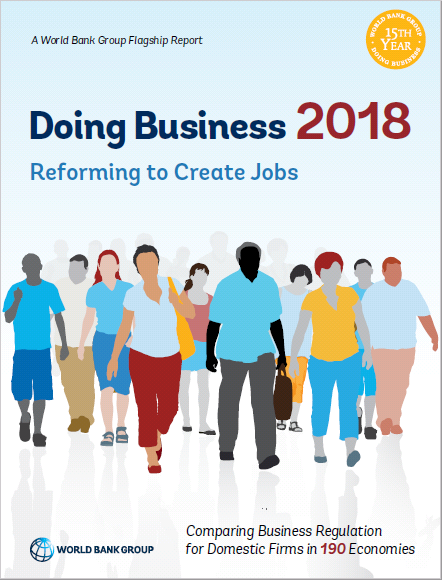 A World Bank Group Flagship Report
WORLD BANK GROUP
15TH
YEAR
DOING BUSINESS
Doing Business 2018
Reforming to Create Jobs
Comparing Business Regulation
for Domestic Firms in 190 Economies
WORLD BANK GROUP